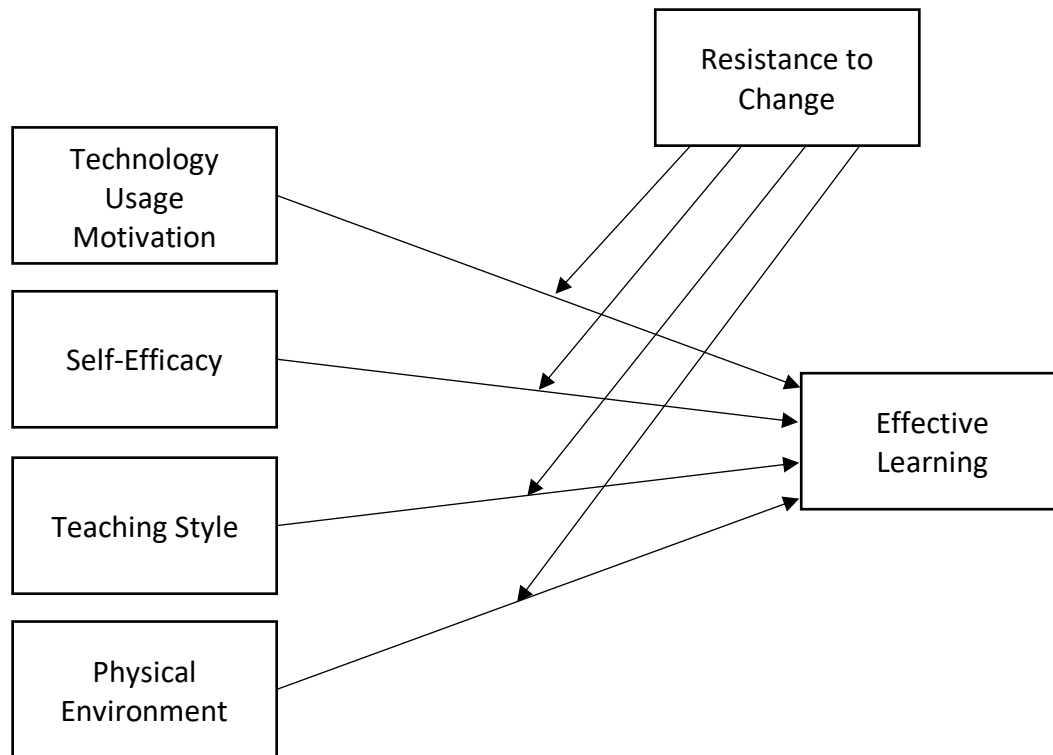 Resistance to
Change
Technology
Usage
Motivation
Self-Efficacy
Effective
Learning
Teaching Style
Physical
Environment